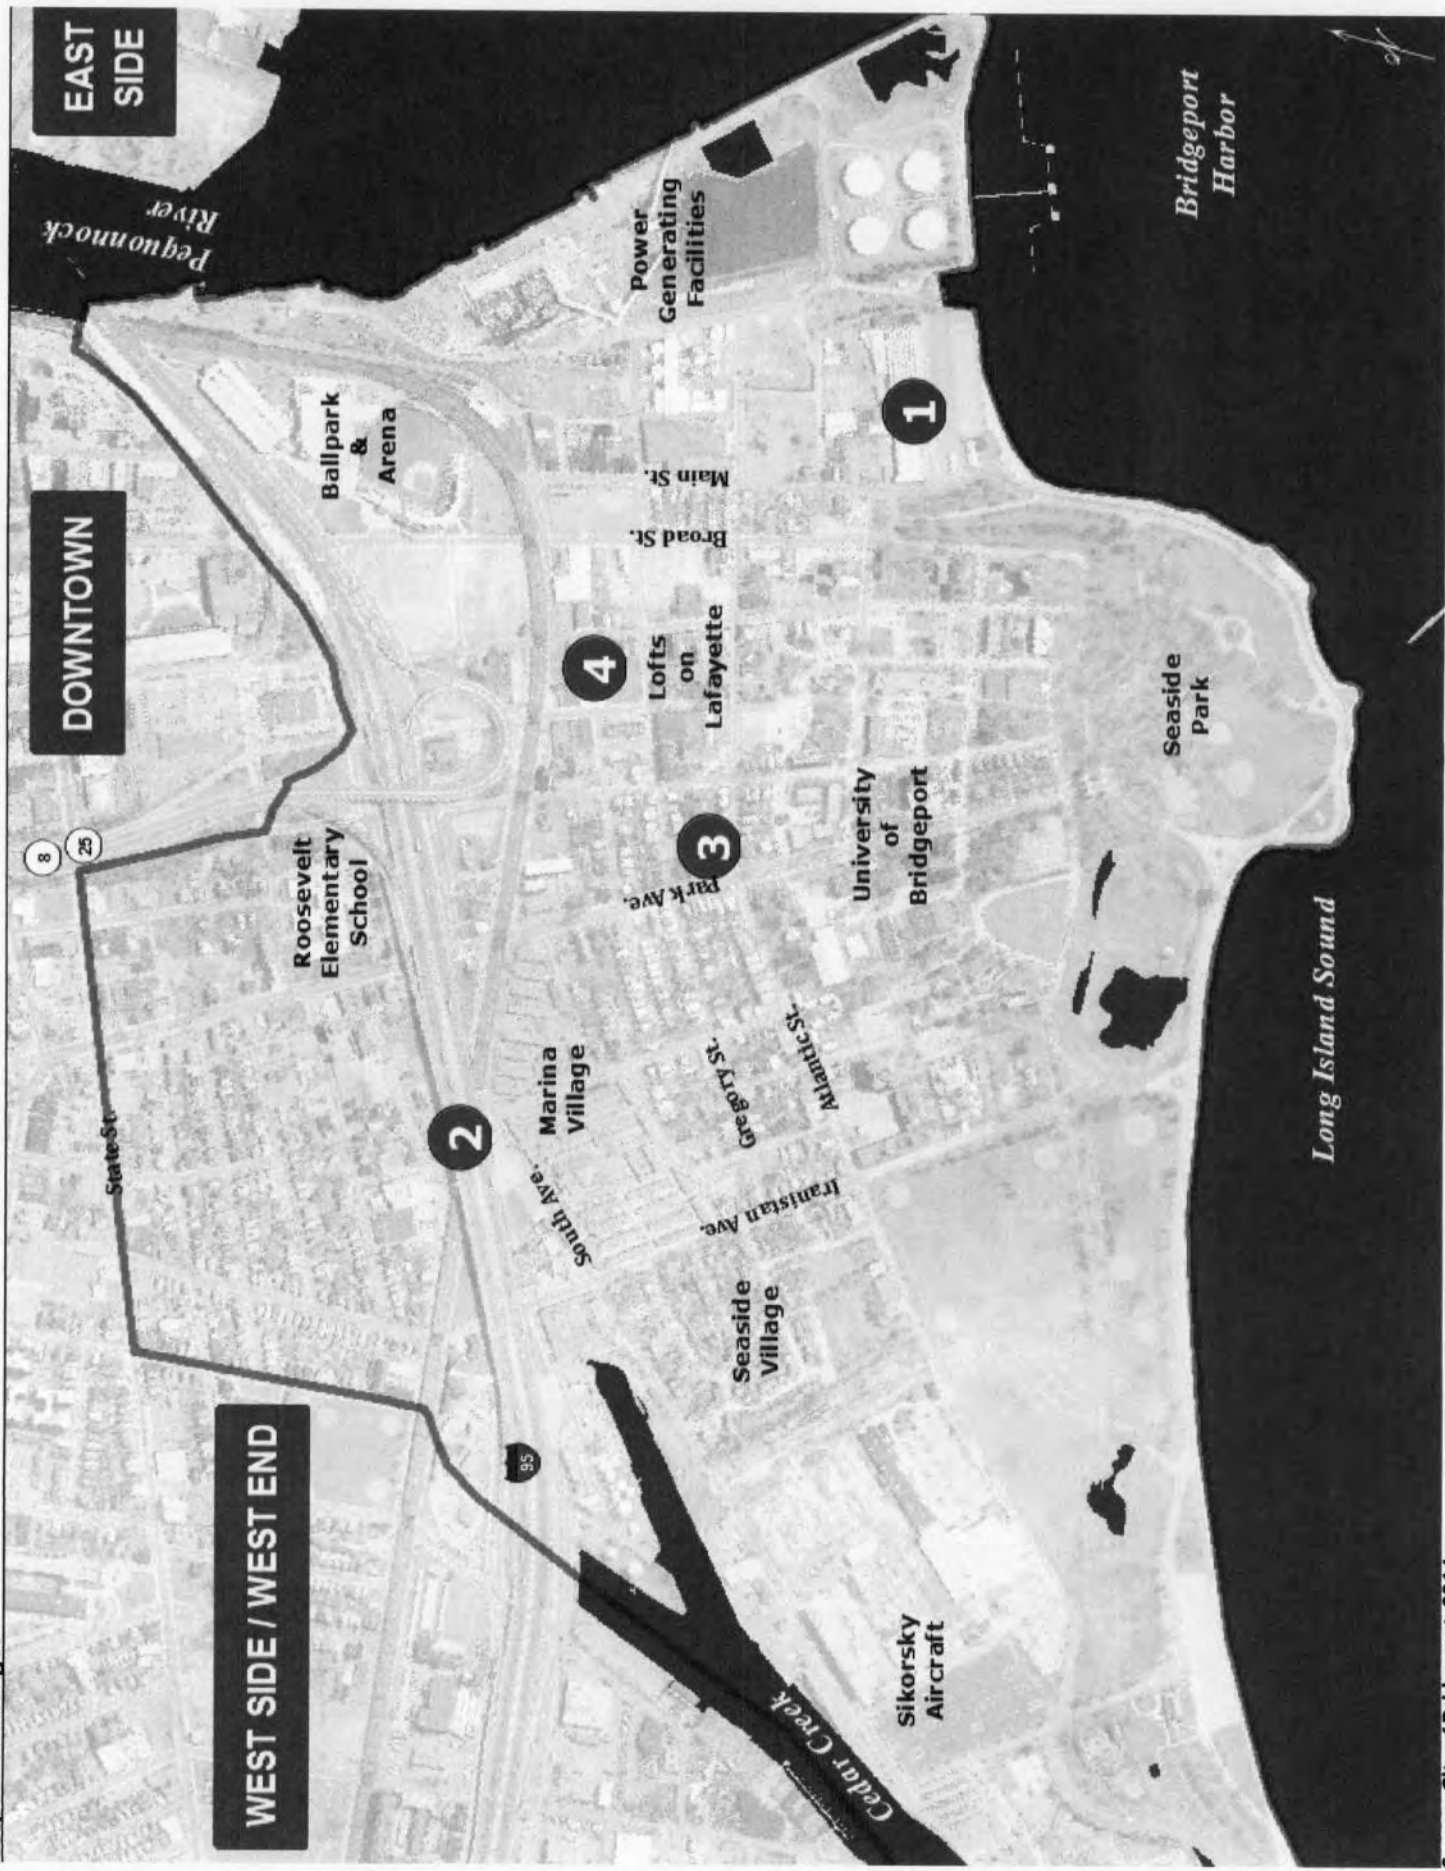 WEST SIDE / WEST END
DOWNTOWN
EAST
SIDE
8
25
State St.
Pequonnock
River
Roosevelt
Elementary
School
Ballpark
&
Arena
95
2
South Ave.
Marina
Village
4
Lofts
on
Lafayette
Main St.
Broad St.
Power
Generating
Facilities
Park Ave.
3
Gregory St.
Atlantic St.
Iranistan Ave.
Seaside
Village
University
of
Bridgeport
1
Cedar Creek
Sikorsky
Aircraft
Seaside
Park
Bridgeport
Harbor
Long Island Sound
N